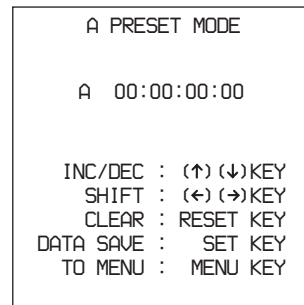 A PRESET MODE
A 00:00:00:00
INC/DEC : (↑)(↓)KEY
SHIFT : (←)(→)KEY
CLEAR : RESET KEY
DATA SAVE : SET KEY
TO MENU : MENU KEY